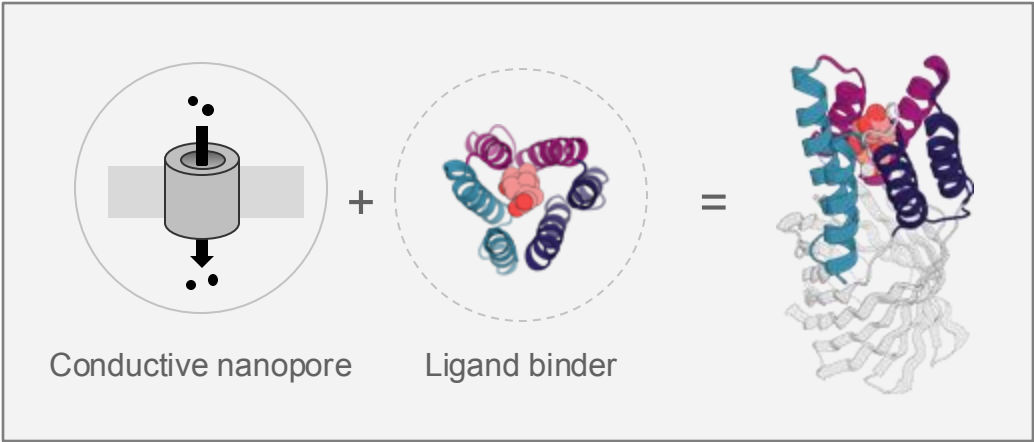 +
=
Conductive nanopore
Ligand binder